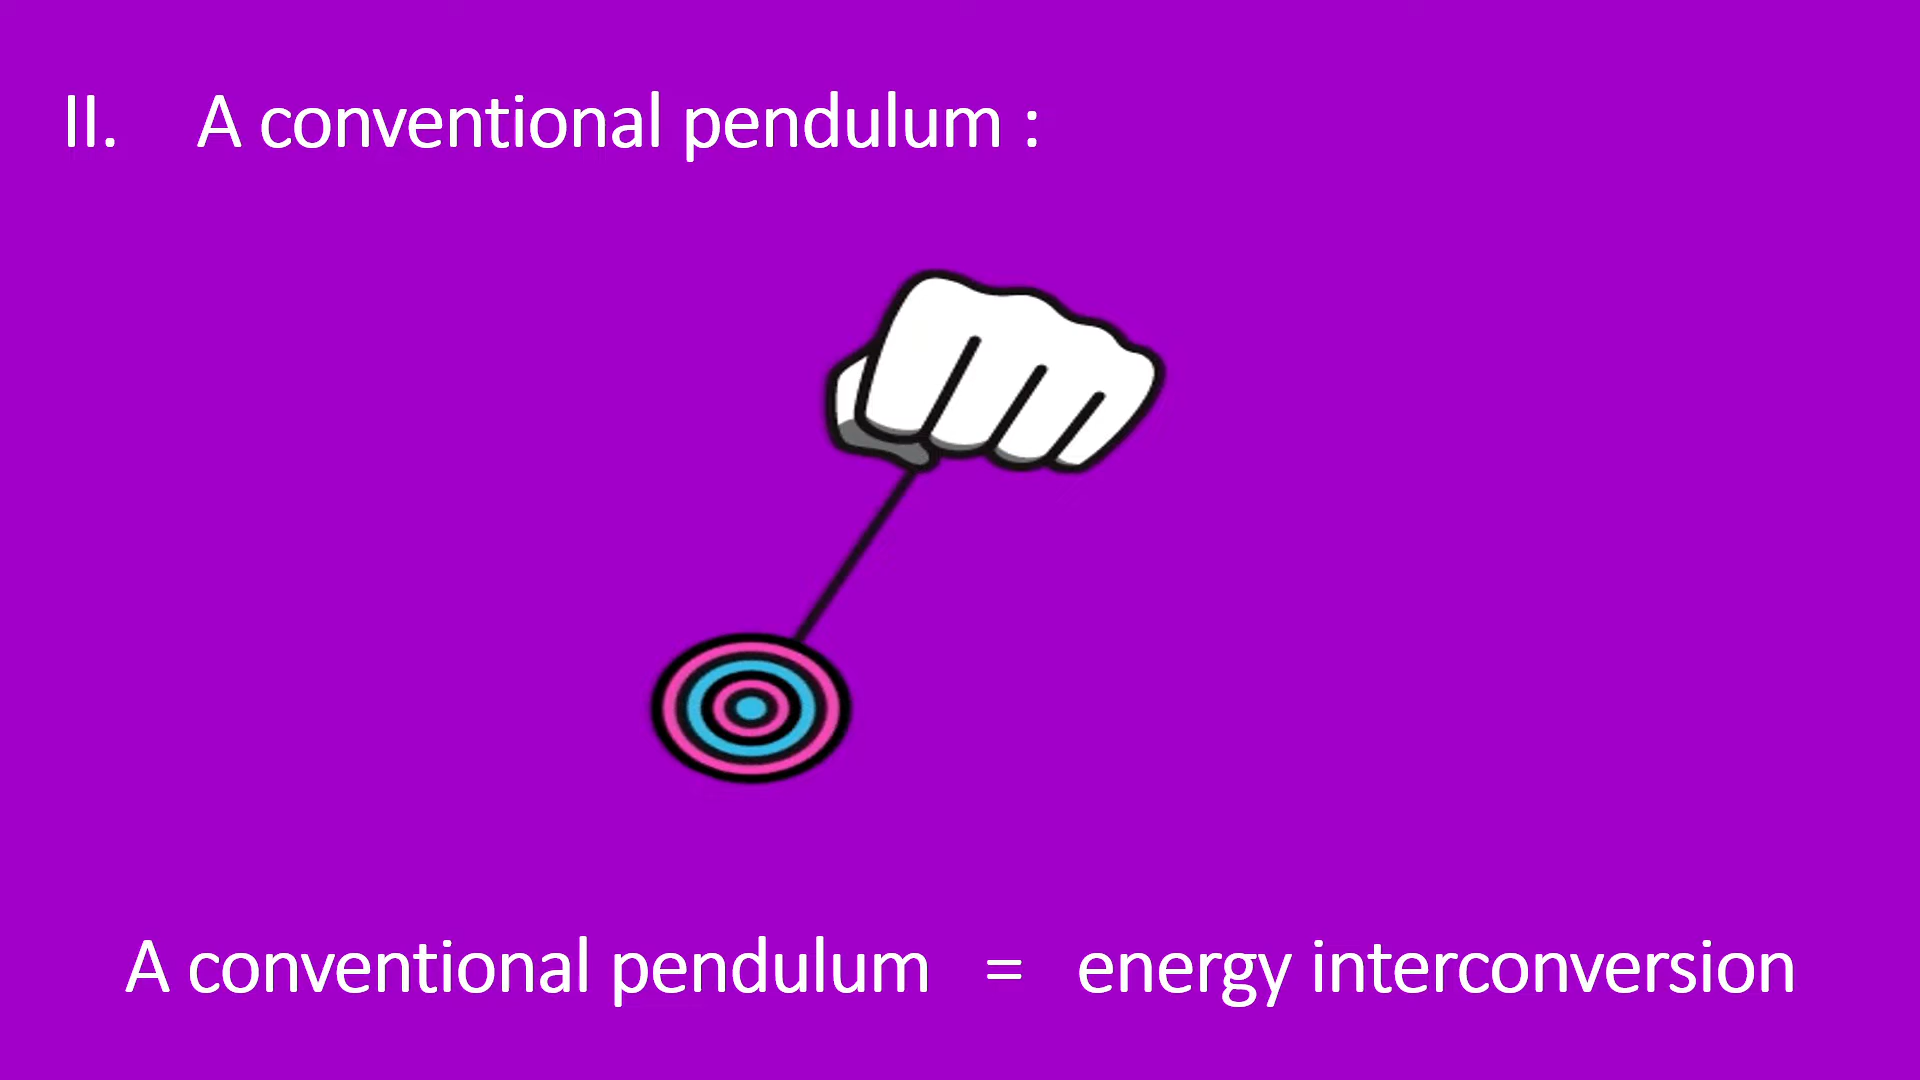 II. A conventional pendulum :
A conventional pendulum = energy interconversion